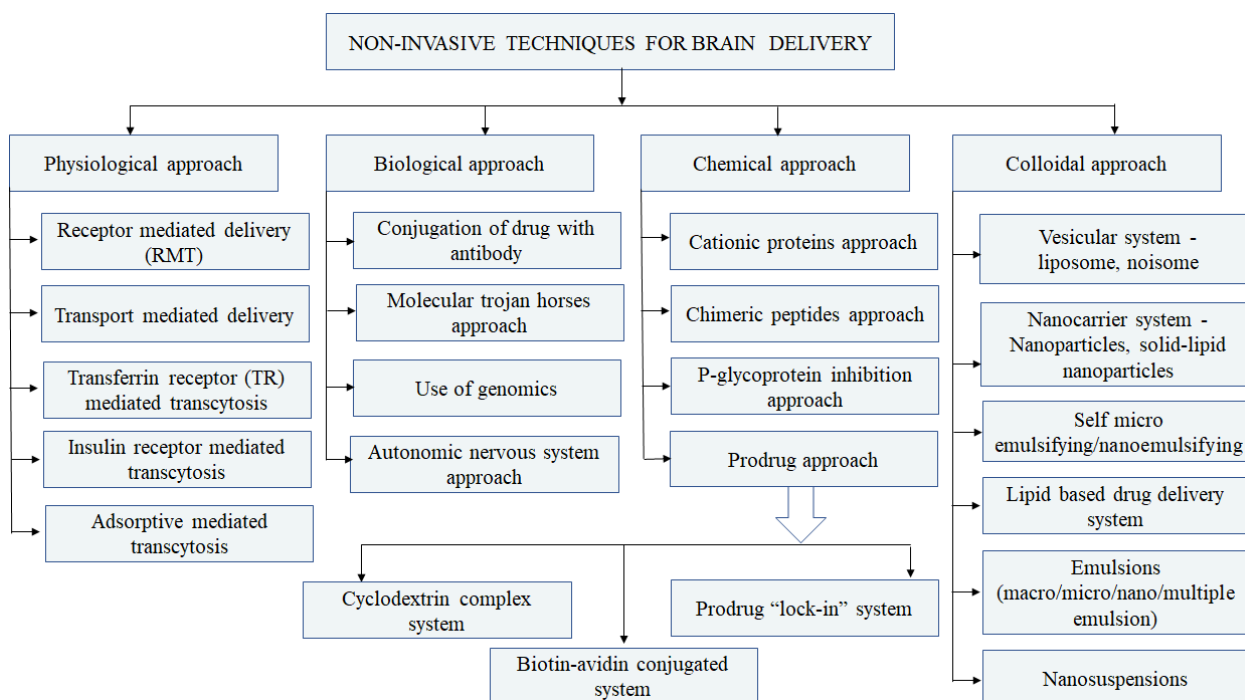 NON-INVASIVE TECHNIQUES FOR BRAIN DELIVERY
Physiological approach
Receptor mediated delivery
(RMT)
Transport mediated delivery
Transferrin receptor (TR)
mediated transcytosis
Insulin receptor mediated
transcytosis
Adsorptive mediated
transcytosis
Biological approach
Conjugation of drug with
antibody
Molecular trojan horses
approach
Use of genomics
Autonomic nervous system
approach
Chemical approach
Cationic proteins approach
Chimeric peptides approach
P-glycoprotein inhibition
approach
Prodrug approach
Cyclodextrin complex
system
Biotin-avidin conjugated
system
Prodrug “lock-in” system
Colloidal approach
Vesicular system -
liposome, noisome
Nanocarrier system -
Nanoparticles, solid-lipid
nanoparticles
Self micro
emulsifying/nanoemulsifying
Lipid based drug delivery
system
Emulsions
(macro/micro/nano/multiple
emulsion)
Nanosuspensions